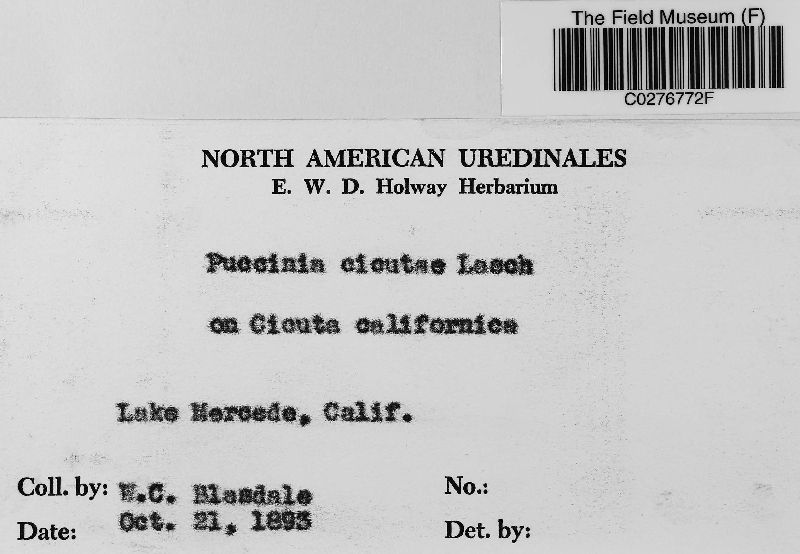 The Field Museum (F)
C0276772F
NORTH AMERICAN UREDINALES
E. W. D. Holway Herbarium
Puccinia cicutae Lasch
on Cicuta californica
Lake Mercede, Calif.
Coll. by: W.C. Blasdale
No.:
Date: Oct. 21, 1893
Det. by: